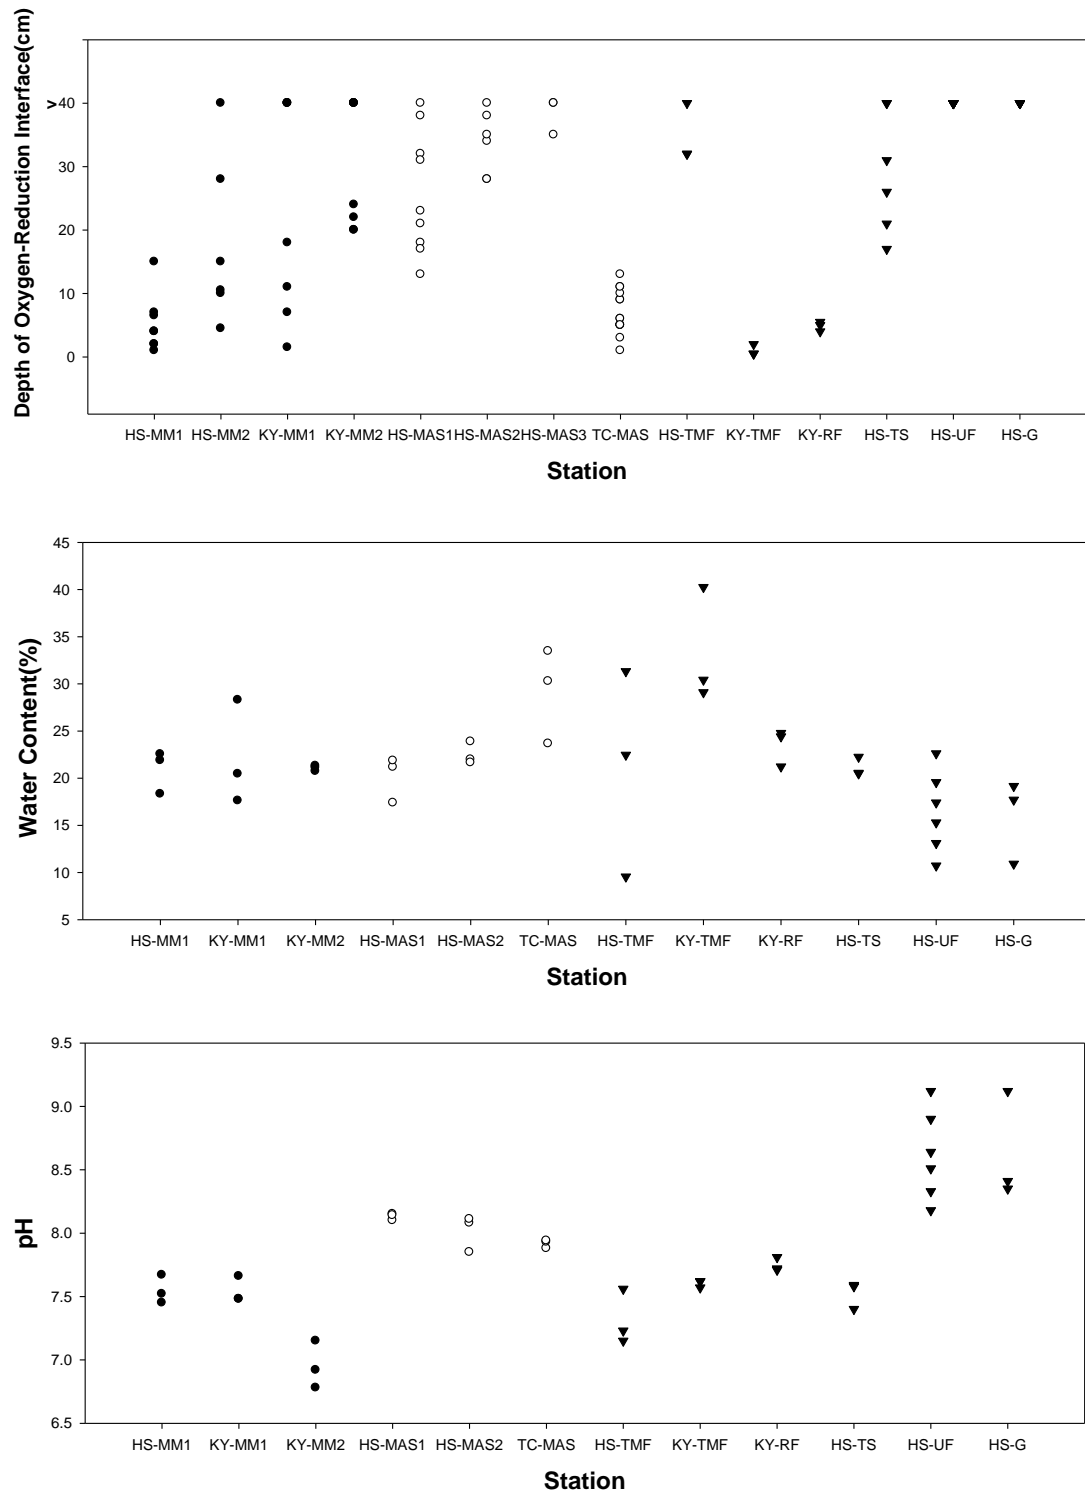 Depth of Oxygen-Reduction Interface(cm)
>40
30
20
10
0
HS-MM1 HS-MM2 KY-MM1 KY-MM2 HS-MAS1 HS-MAS2 HS-MAS3 TC-MAS HS-TMF KY-TMF KY-RF HS-TS HS-UF HS-G
Station
Water Content(%)
45
40
35
30
25
20
15
10
5
HS-MM1 KY-MM1 KY-MM2 HS-MAS1 HS-MAS2 TC-MAS HS-TMF KY-TMF KY-RF HS-TS HS-UF HS-G
Station
pH
9.5
9.0
8.5
8.0
7.5
7.0
6.5
HS-MM1 KY-MM1 KY-MM2 HS-MAS1 HS-MAS2 TC-MAS HS-TMF KY-TMF KY-RF HS-TS HS-UF HS-G
Station